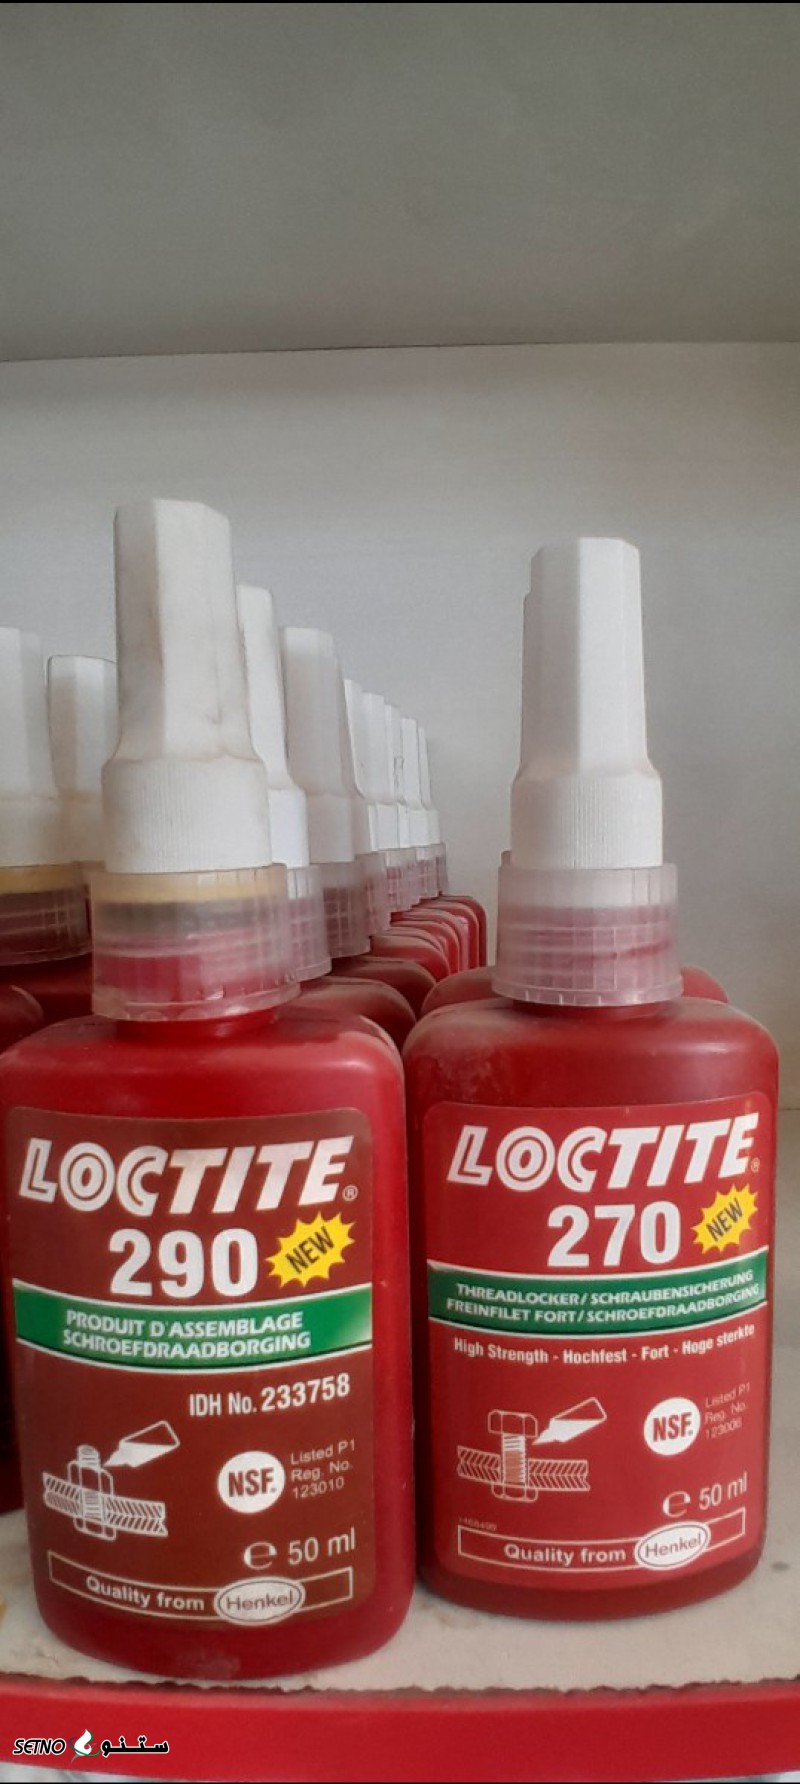 LOCTITE®
290 NEW
PRODUIT D'ASSEMBLAGE
SCHROEFDRAADBORGING
IDH No. 233758
NSF.
Listed P1
Reg. No.
123010
e 50 ml
Quality from Henkel
LOCTITE®
270 NEW
THREADLOCKER / SCHRAUBENSICHERUNG
FREINFILET FORT / SCHROEFDRAADBORGING
High Strength - Hochfest - Fort - Hoge sterkte
NSF.
Listed P1
Reg. No.
123006
e 50 ml
Quality from Henkel
SETNO ستنو